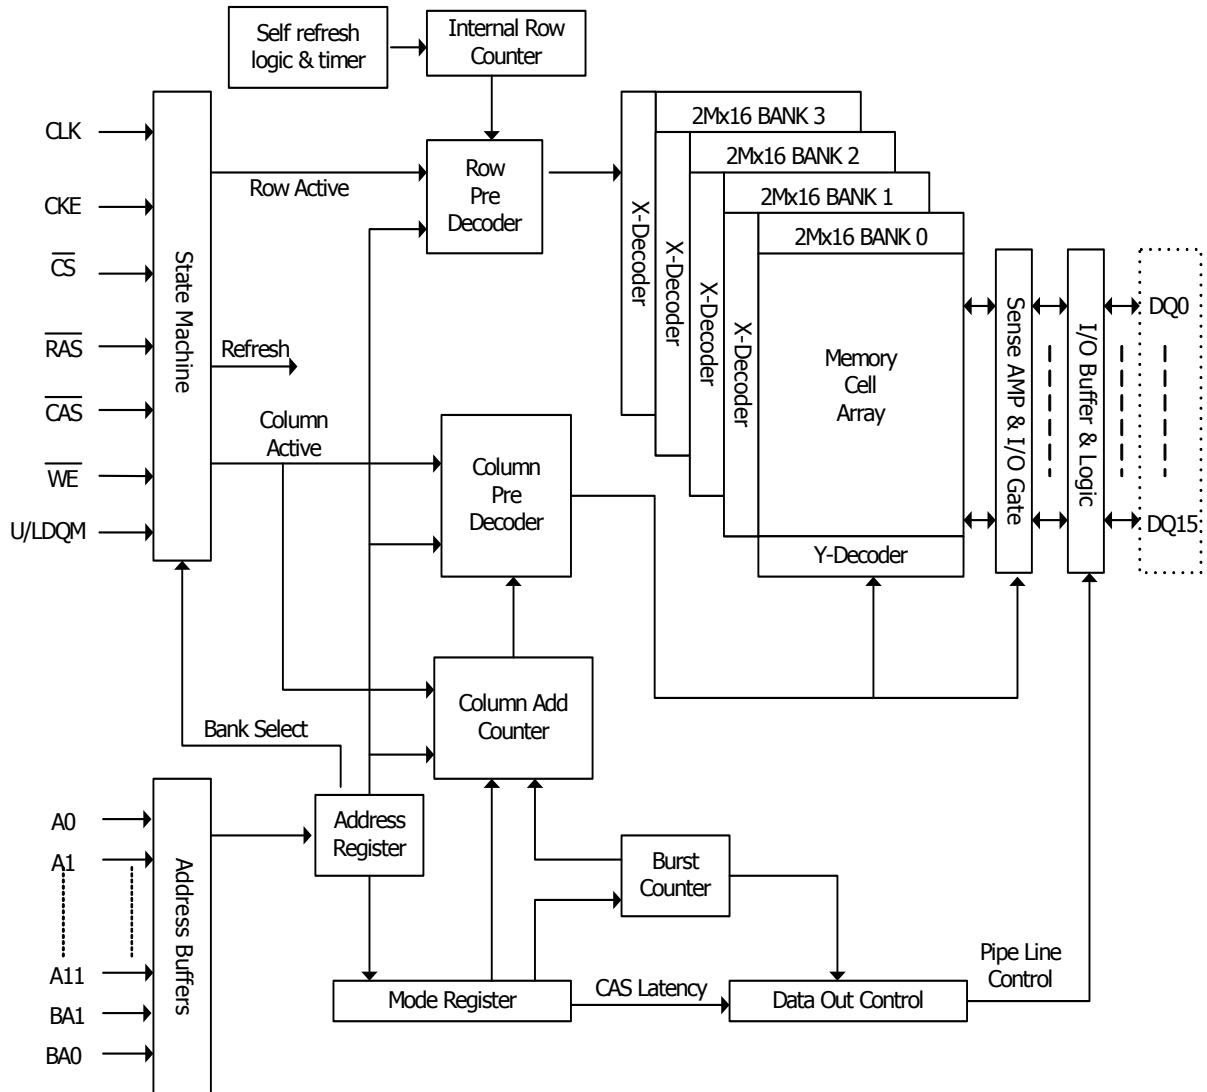 Self refresh
logic & timer
Internal Row
Counter
CLK
CKE
CS
RAS
CAS
WE
U/LDQM
State Machine
Row Active
Refresh
Column
Active
Row
Pre
Decoder
Column
Pre
Decoder
Column Add
Counter
Bank Select
X-Decoder
X-Decoder
X-Decoder
X-Decoder
2Mx16 BANK 3
2Mx16 BANK 2
2Mx16 BANK 1
2Mx16 BANK 0
Memory
Cell
Array
Y-Decoder
Sense AMP & I/O Gate
I/O Buffer & Logic
DQ0
DQ15
A0
A1
A11
BA1
BA0
Address Buffers
Address
Register
Burst
Counter
Mode Register
CAS Latency
Data Out Control
Pipe Line
Control